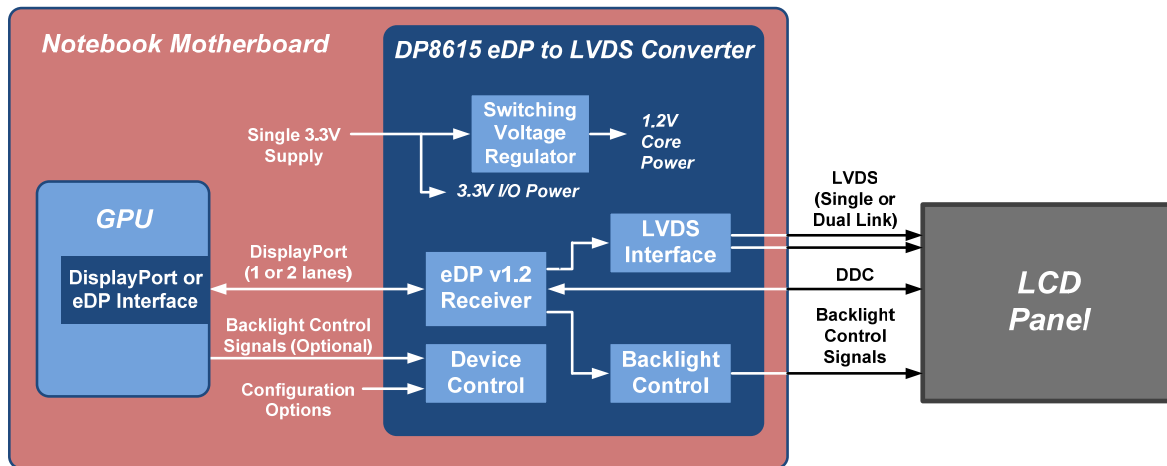 Notebook Motherboard
DP8615 eDP to LVDS Converter
Single 3.3V
Supply
Switching
Voltage
Regulator
1.2V
Core
Power
3.3V I/O Power
GPU
DisplayPort or
eDP Interface
DisplayPort
(1 or 2 lanes)
eDP v1.2
Receiver
LVDS
Interface
Backlight Control
Signals (Optional)
Device
Control
Backlight
Control
Configuration
Options
LVDS
(Single or
Dual Link)
DDC
Backlight
Control
Signals
LCD
Panel